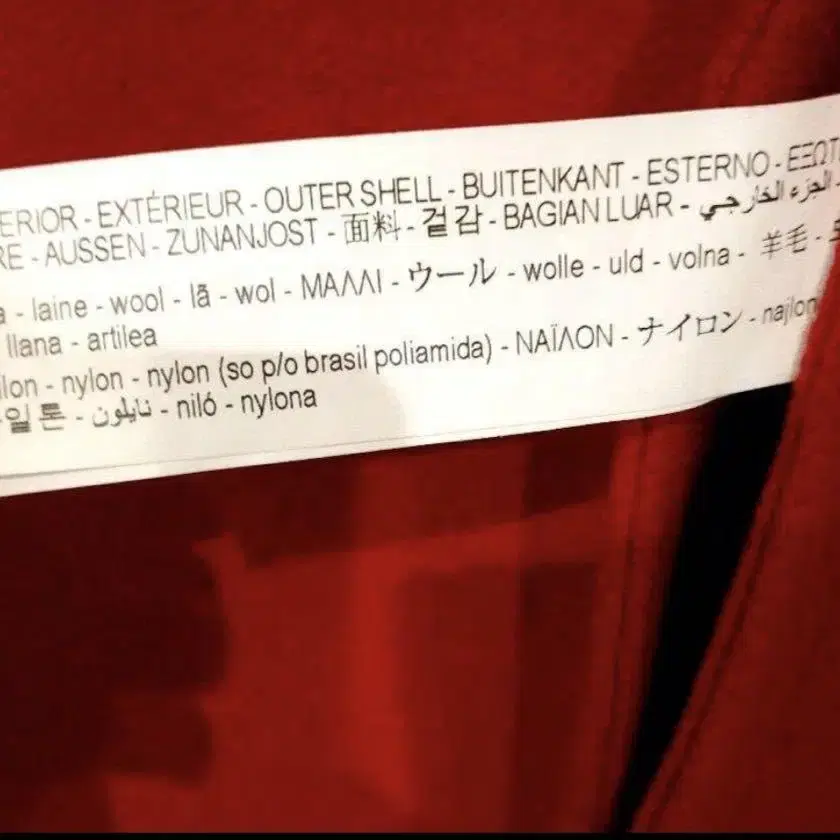 ERIOR - EXTÉRIEUR - OUTER SHELL - BUITENKANT - ESTERNO - ΕΞΩΤ
RE - AUSSEN - ZUNANJOST - 面料 - 겉감 - BAGIAN LUAR - الجزء الخارجي -
a - laine - wool - lã - wol - ΜΑΛΛΙ - ウール - wolle - uld - volna - 羊毛 -
llana - artilea
ilon - nylon - nylon (so p/o brasil poliamida) - ΝΑΪΛΟΝ - ナイロン - najlon
일론 - نايلون - niló - nylona